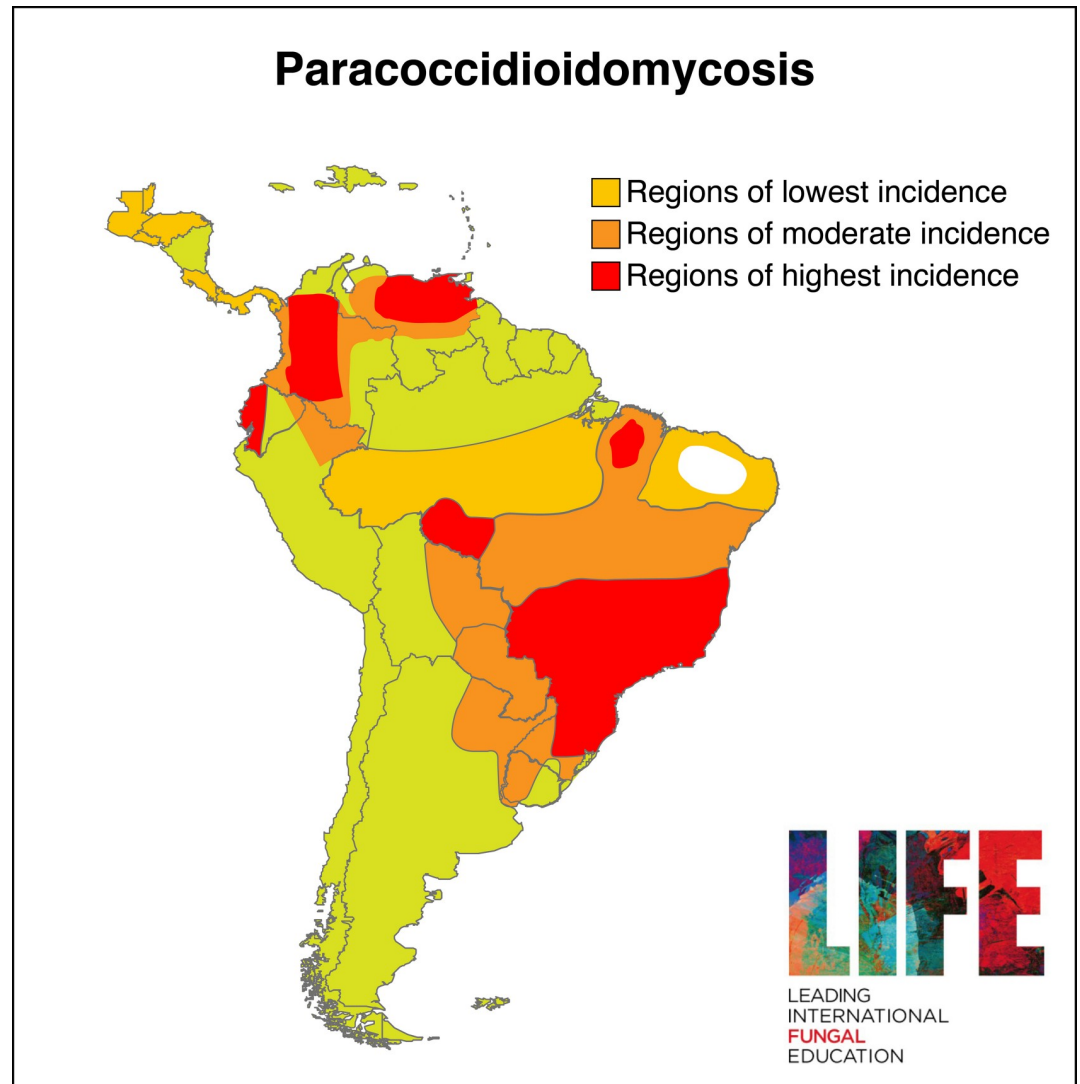 Paracoccidioidomycosis
Regions of lowest incidence
Regions of moderate incidence
Regions of highest incidence
LIFE
LEADING
INTERNATIONAL
FUNGAL
EDUCATION